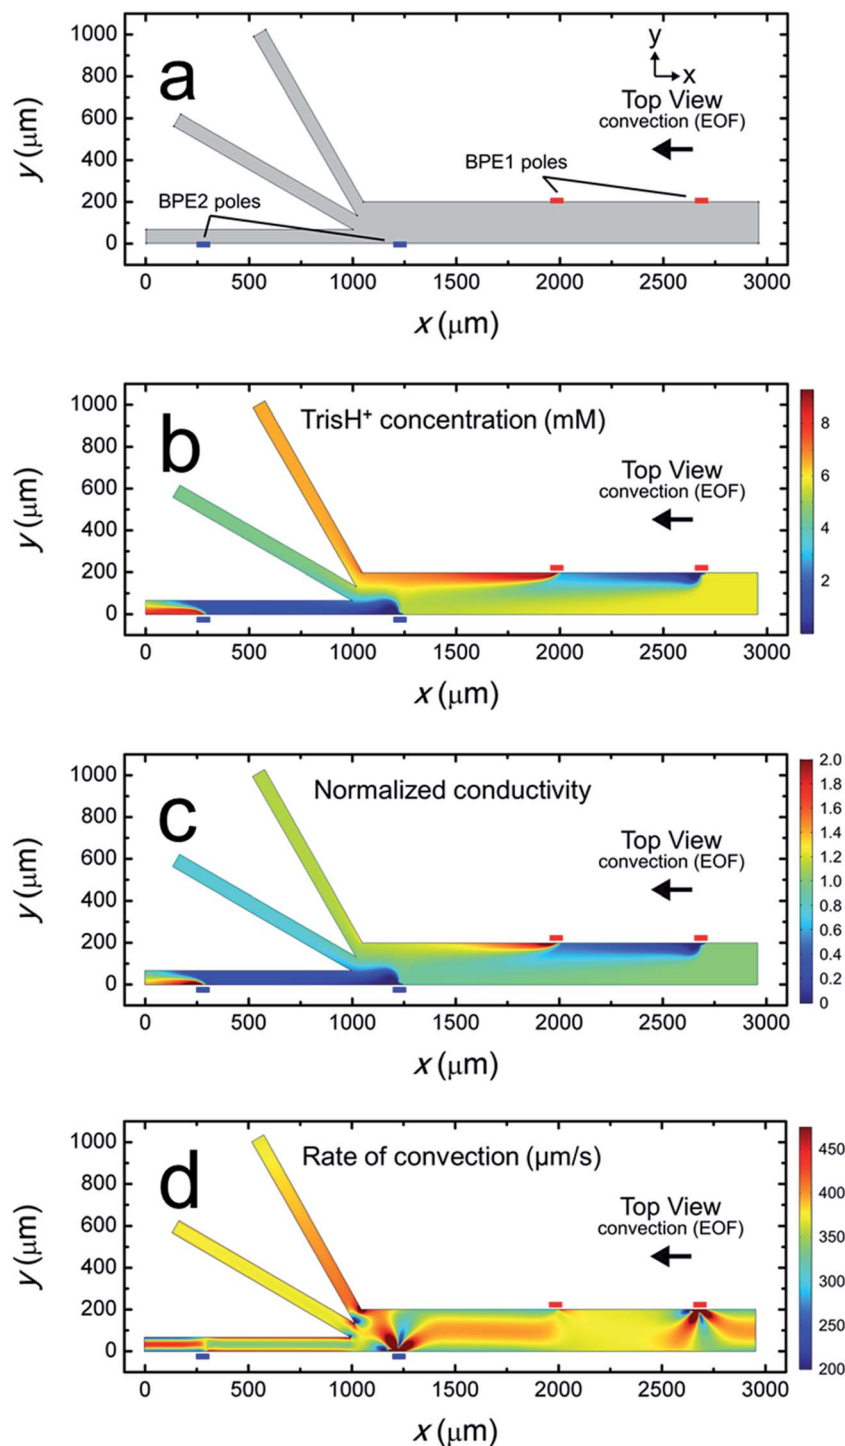 a
y
x
Top View
convection (EOF)
BPE1 poles
BPE2 poles
y (μm)
1000
800
600
400
200
0
0 500 1000 1500 2000 2500 3000
x (μm)
b
TrisH+ concentration (mM)
Top View
convection (EOF)
y (μm)
1000
800
600
400
200
0
0 500 1000 1500 2000 2500 3000
x (μm)
8
6
4
2
c
Normalized conductivity
Top View
convection (EOF)
y (μm)
1000
800
600
400
200
0
0 500 1000 1500 2000 2500 3000
x (μm)
2.0
1.8
1.6
1.4
1.2
1.0
0.8
0.6
0.4
0.2
0
d
Rate of convection (μm/s)
Top View
convection (EOF)
y (μm)
1000
800
600
400
200
0
0 500 1000 1500 2000 2500 3000
x (μm)
450
400
350
300
250
200